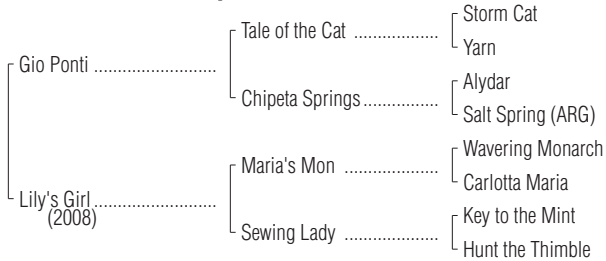 Storm Cat
Tale of the Cat ..................
Yarn
Gio Ponti ..........................
Alydar
Chipeta Springs................
Salt Spring (ARG)
Wavering Monarch
Maria's Mon ....................
Carlotta Maria
Lily's Girl..........................
(2008)
Key to the Mint
Sewing Lady ....................
Hunt the Thimble